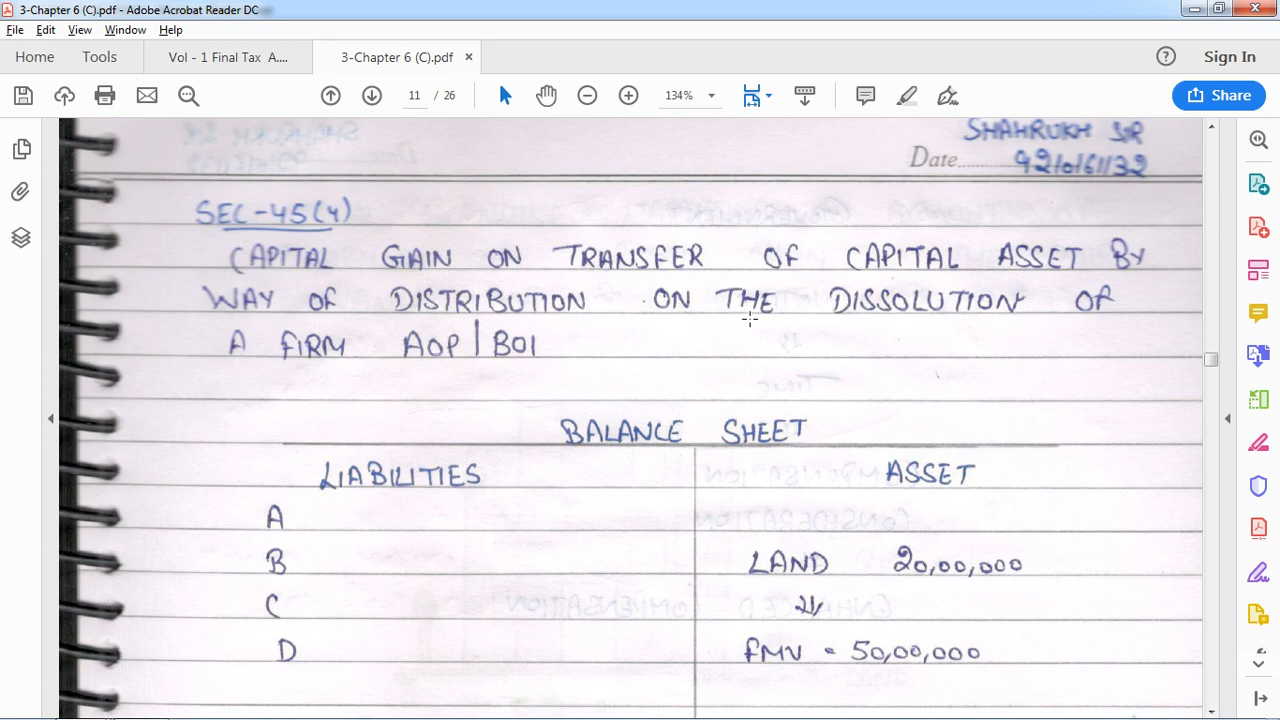 3-Chapter 6 (C).pdf - Adobe Acrobat Reader DC
File Edit View Window Help
Home Tools Vol - 1 Final Tax A.... 3-Chapter 6 (C).pdf × Sign In
11 / 26 134% Share
SHAHRUKH SIR
Date
SEC-45(4)
CAPITAL GAIN ON TRANSFER OF CAPITAL ASSET BY
WAY OF DISTRIBUTION ON THE DISSOLUTION OF
A FIRM AOP | BOI
BALANCE SHEET
LIABILITIES ASSET
A
B LAND 20,00,000
C
D FMV = 50,00,000